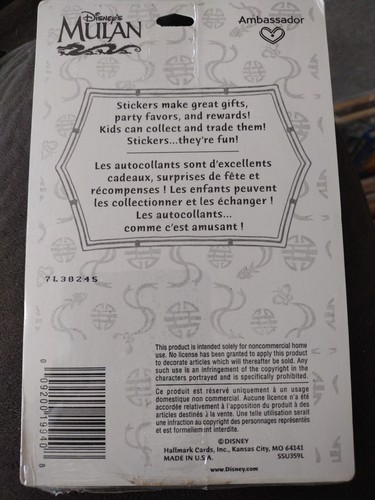 Disney's
MULAN
Ambassador
Stickers make great gifts,
party favors, and rewards!
Kids can collect and trade them!
Stickers...they're fun!
Les autocollants sont d'excellents
cadeaux, surprises de fête et
récompenses ! Les enfants peuvent
les collectionner et les échanger !
Les autocollants...
comme c'est amusant !
7L38245
This product is intended solely for noncommercial home
use. No license has been granted to apply this product
to decorate articles which will thereafter be sold. Any
such use is an infringement of the copyright in the
characters portrayed and is specifically prohibited.
Ce produit est réservé uniquement à un usage
domestique non commercial. Aucune licence n'a été
accordée relativement à l'apposition du produit à des
articles destinés à la vente. Une telle utilisation serait
une infraction au copyright des personnages représentés
et est formellement interdite.
©DISNEY
Hallmark Cards, Inc., Kansas City, MO 64141
MADE IN U.S.A. SSU359L
www.Disney.com